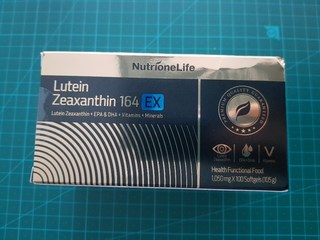 NutrioneLife
Lutein
Zeaxanthin 164 EX
Lutein Zeaxanthin • EPA & DHA • Vitamins • Minerals
Health Functional Food
1,050 mg X 100 Softgels (105 g)